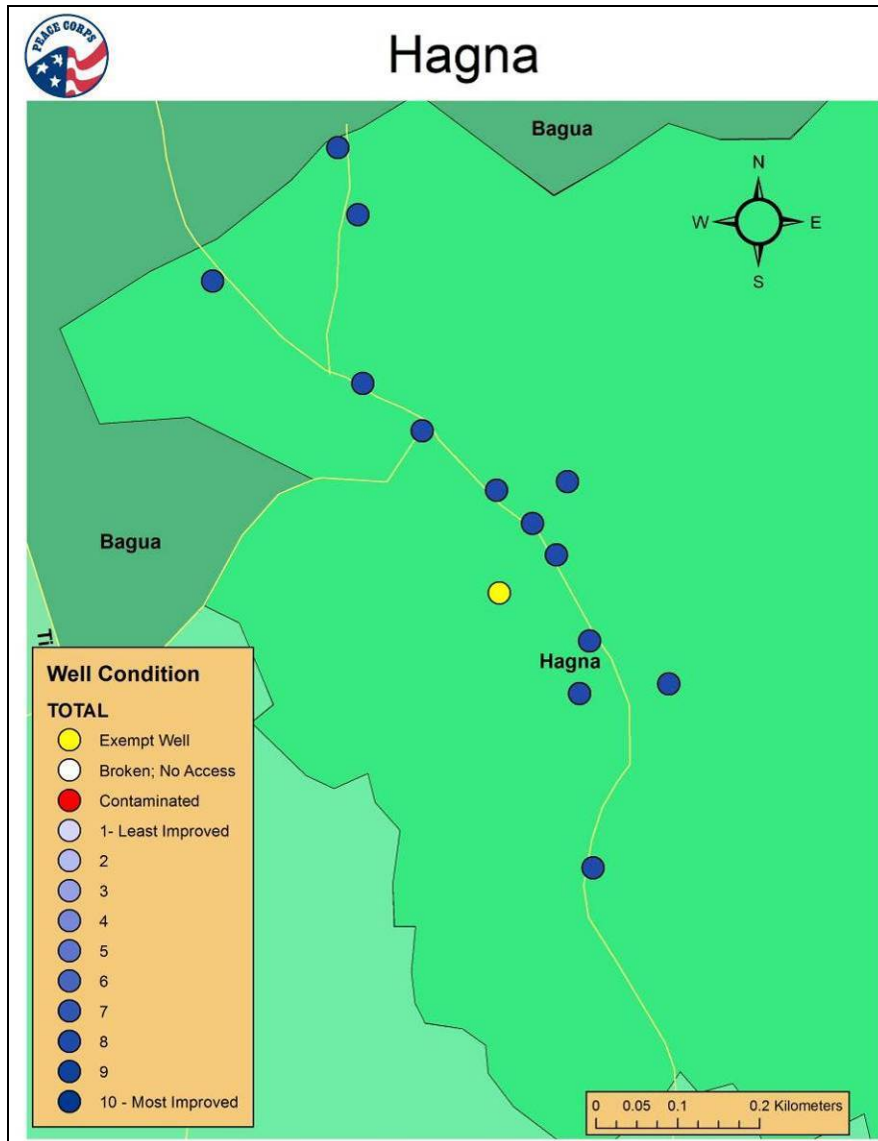 PEACE CORPS
Hagna
Bagua
N
W E
S
Bagua
Ti
Hagna
Well Condition
TOTAL
Exempt Well
Broken; No Access
Contaminated
1- Least Improved
2
3
4
5
6
7
8
9
10 - Most Improved
0 0.05 0.1 0.2 Kilometers